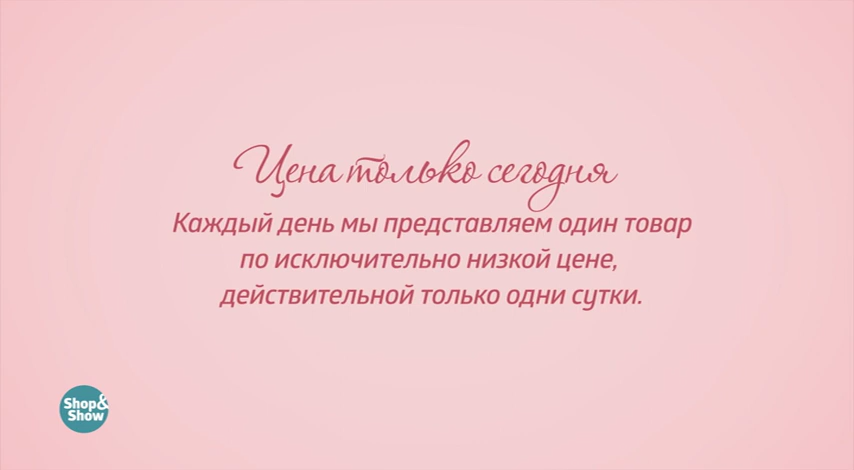 Цена только сегодня
Каждый день мы представляем один товар
по исключительно низкой цене,
действительной только одни сутки.
Shop&
Show